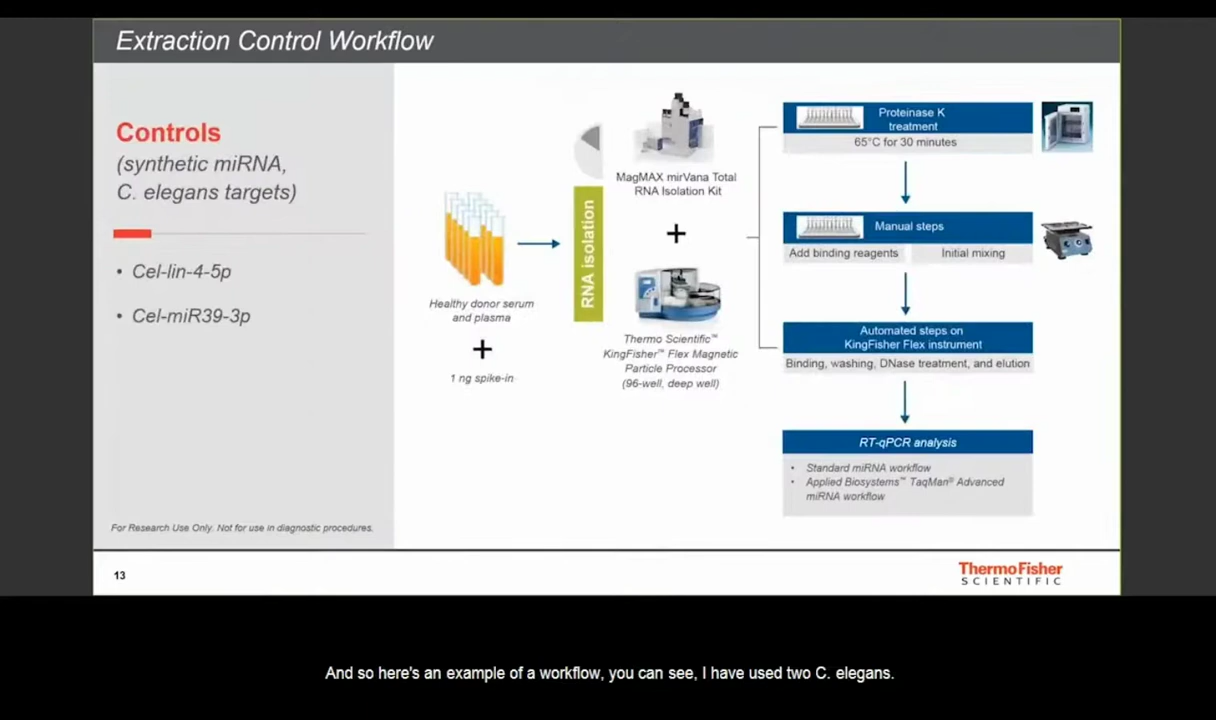 Extraction Control Workflow
Controls
(synthetic miRNA,
C. elegans targets)
• Cel-lin-4-5p
• Cel-miR39-3p
For Research Use Only. Not for use in diagnostic procedures.
Healthy donor serum
and plasma
+
1 ng spike-in
RNA isolation
MagMAX mirVana Total
RNA Isolation Kit
+
Thermo Scientific™
KingFisher™ Flex Magnetic
Particle Processor
(96-well, deep well)
Proteinase K
treatment
65°C for 30 minutes
Manual steps
Add binding reagents
Initial mixing
Automated steps on
KingFisher Flex instrument
Binding, washing, DNase treatment, and elution
RT-qPCR analysis
• Standard miRNA workflow
• Applied Biosystems™ TaqMan® Advanced
miRNA workflow
13
ThermoFisher
SCIENTIFIC
And so here's an example of a workflow, you can see, I have used two C. elegans.